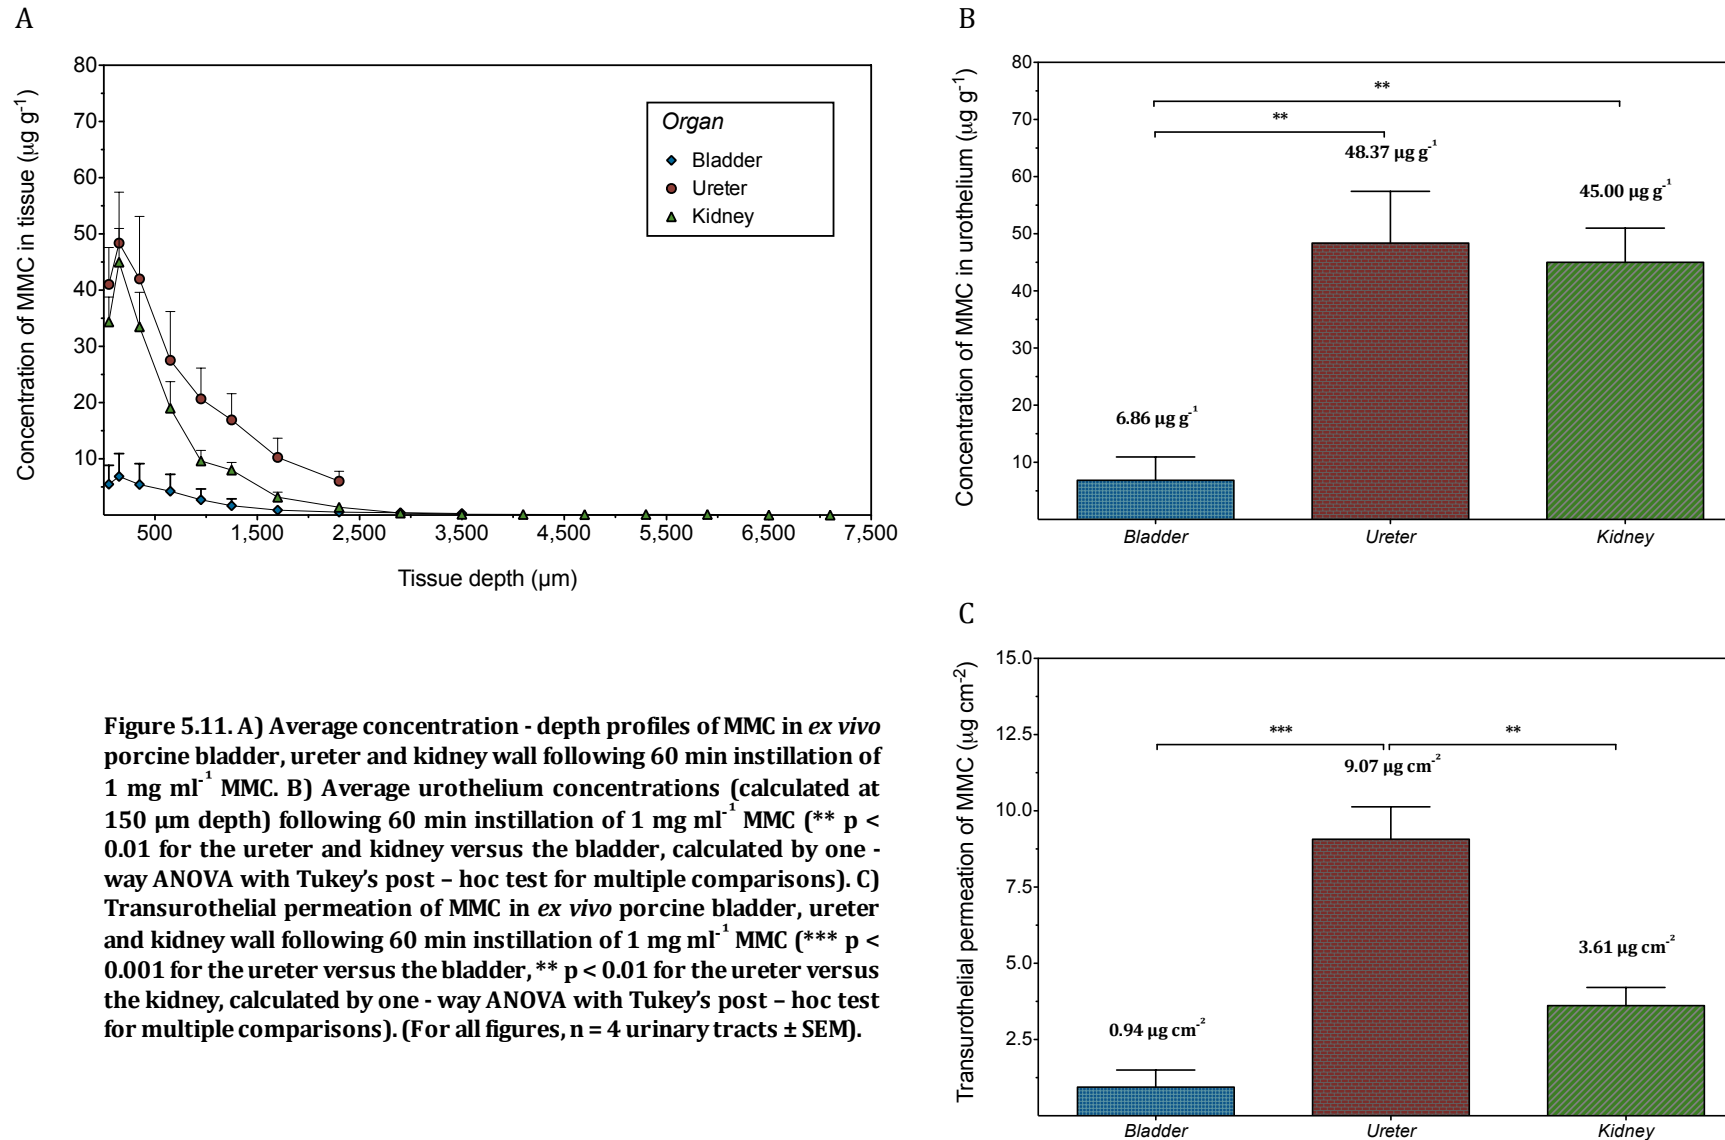 A
Concentration of MMC in tissue (µg g-1)
80
70
60
50
40
30
20
10
500
1,500
2,500
3,500
4,500
5,500
6,500
7,500
Tissue depth (µm)
Organ
Bladder
Ureter
Kidney
B
Concentration of MMC in urothelium (µg g-1)
80
70
60
50
40
30
20
10
**
**
6.86 µg g-1
48.37 µg g-1
45.00 µg g-1
Bladder
Ureter
Kidney
Figure 5.11. A) Average concentration - depth profiles of MMC in ex vivo
porcine bladder, ureter and kidney wall following 60 min instillation of
1 mg ml-1 MMC. B) Average urothelium concentrations (calculated at
150 µm depth) following 60 min instillation of 1 mg ml-1 MMC (** p <
0.01 for the ureter and kidney versus the bladder, calculated by one -
way ANOVA with Tukey’s post – hoc test for multiple comparisons). C)
Transurothelial permeation of MMC in ex vivo porcine bladder, ureter
and kidney wall following 60 min instillation of 1 mg ml-1 MMC (*** p <
0.001 for the ureter versus the bladder, ** p < 0.01 for the ureter versus
the kidney, calculated by one - way ANOVA with Tukey’s post – hoc test
for multiple comparisons). (For all figures, n = 4 urinary tracts ± SEM).
C
Transurothelial permeation of MMC (µg cm-2)
15.0
12.5
10.0
7.5
5.0
2.5
***
**
0.94 µg cm-2
9.07 µg cm-2
3.61 µg cm-2
Bladder
Ureter
Kidney